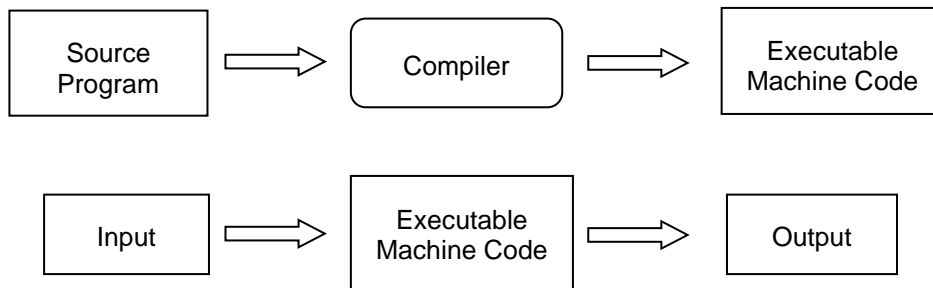 Source
Program
Compiler
Executable
Machine Code
Input
Executable
Machine Code
Output